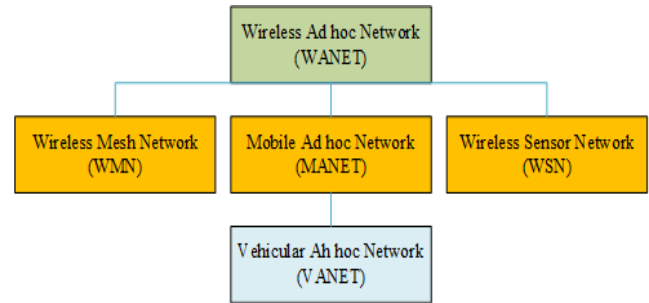 Wireless Ad hoc Network
(WANET)
Wireless Mesh Network
(WMN)
Mobile Ad hoc Network
(MANET)
Wireless Sensor Network
(WSN)
Vehicular Ah hoc Network
(VANET)